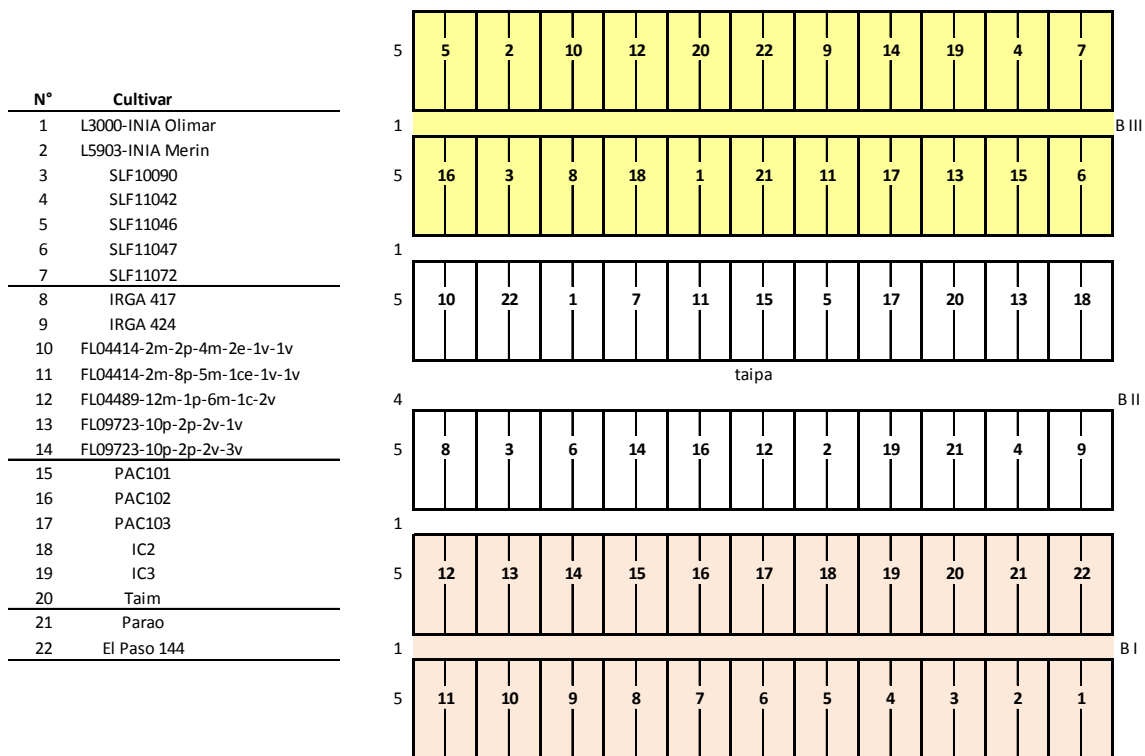 N° Cultivar
1 L3000-INIA Olimar
2 L5903-INIA Merin
3 SLF10090
4 SLF11042
5 SLF11046
6 SLF11047
7 SLF11072
8 IRGA 417
9 IRGA 424
10 FL04414-2m-2p-4m-2e-1v-1v
11 FL04414-2m-8p-5m-1ce-1v-1v
12 FL04489-12m-1p-6m-1c-2v
13 FL09723-10p-2p-2v-1v
14 FL09723-10p-2p-2v-3v
15 PAC101
16 PAC102
17 PAC103
18 IC2
19 IC3
20 Taim
21 Parao
22 El Paso 144
5 5 2 10 12 20 22 9 14 19 4 7
1 B III
5 16 3 8 18 1 21 11 17 13 15 6
1
5 10 22 1 7 11 15 5 17 20 13 18
taipa
4 B II
5 8 3 6 14 16 12 2 19 21 4 9
1
5 12 13 14 15 16 17 18 19 20 21 22
1 B I
5 11 10 9 8 7 6 5 4 3 2 1